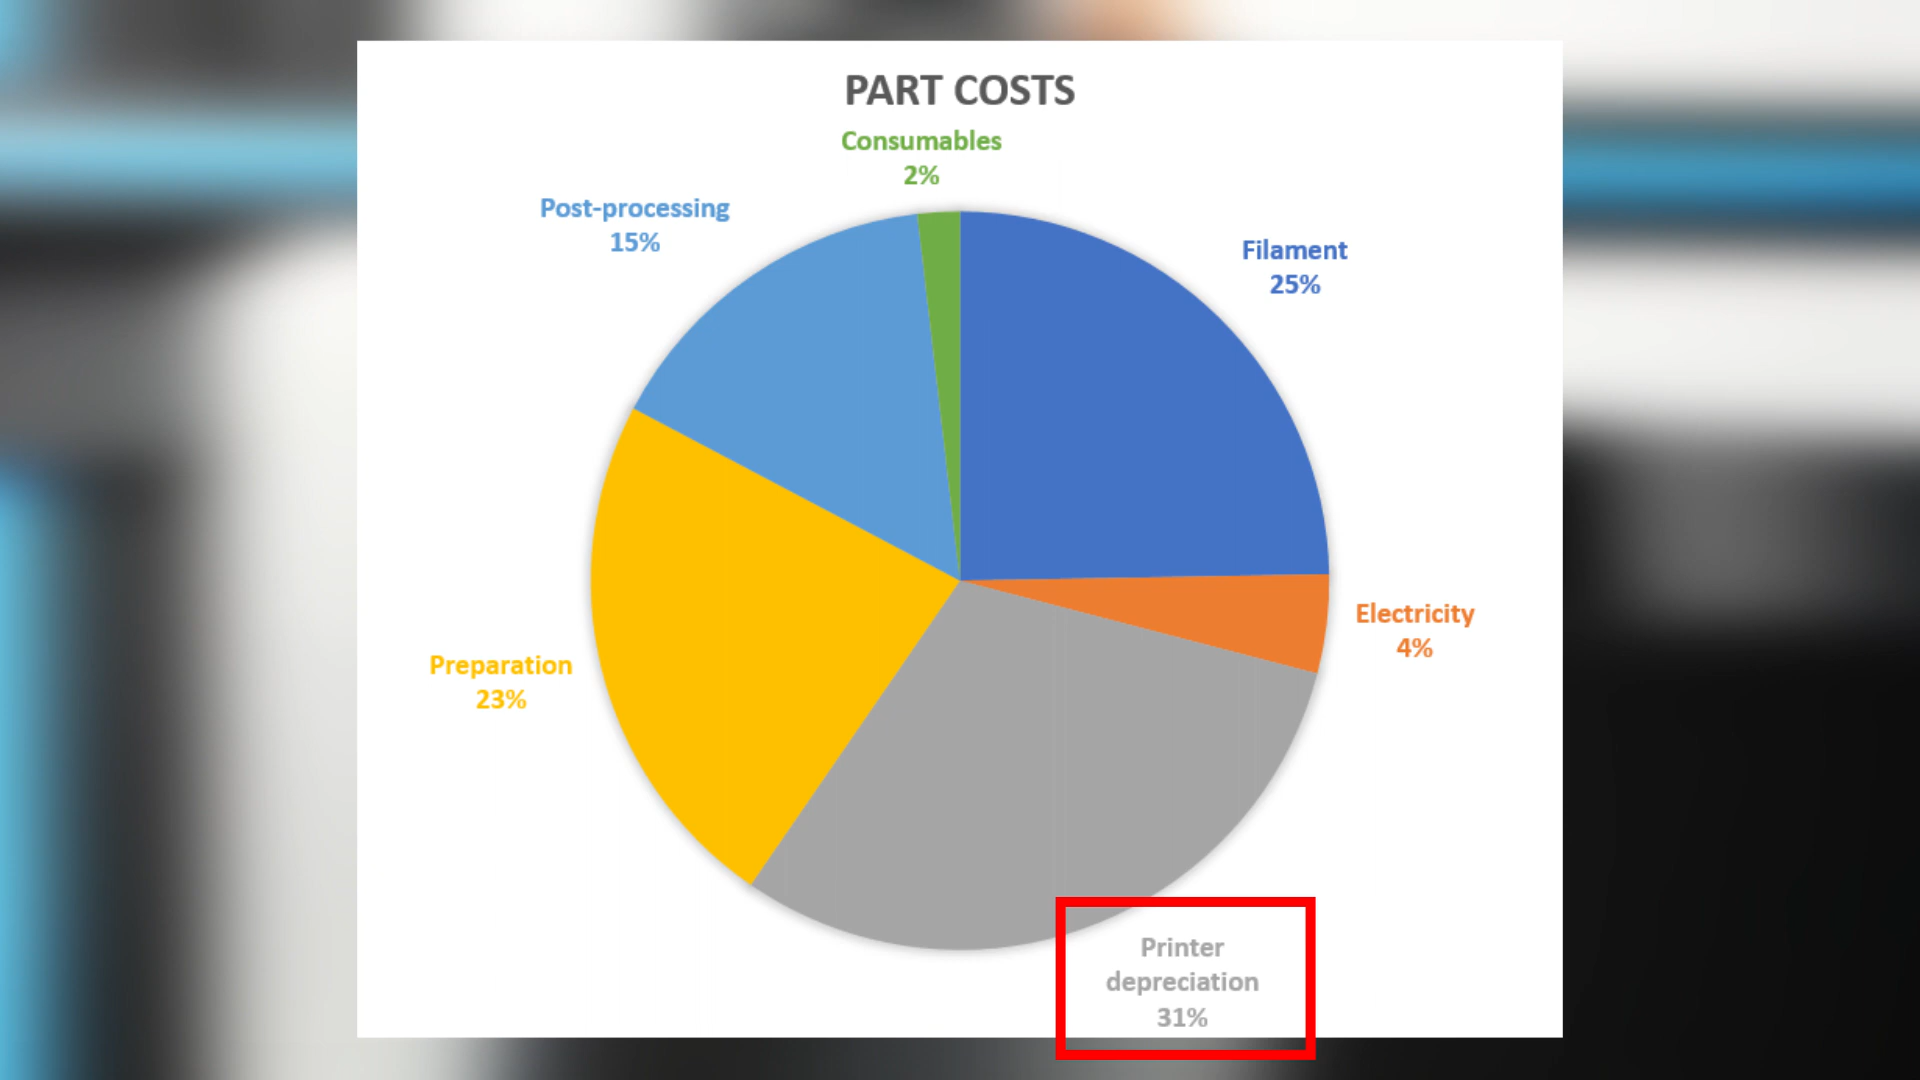 PART COSTS
Consumables
2%
Post-processing
15%
Filament
25%
Electricity
4%
Preparation
23%
Printer
depreciation
31%